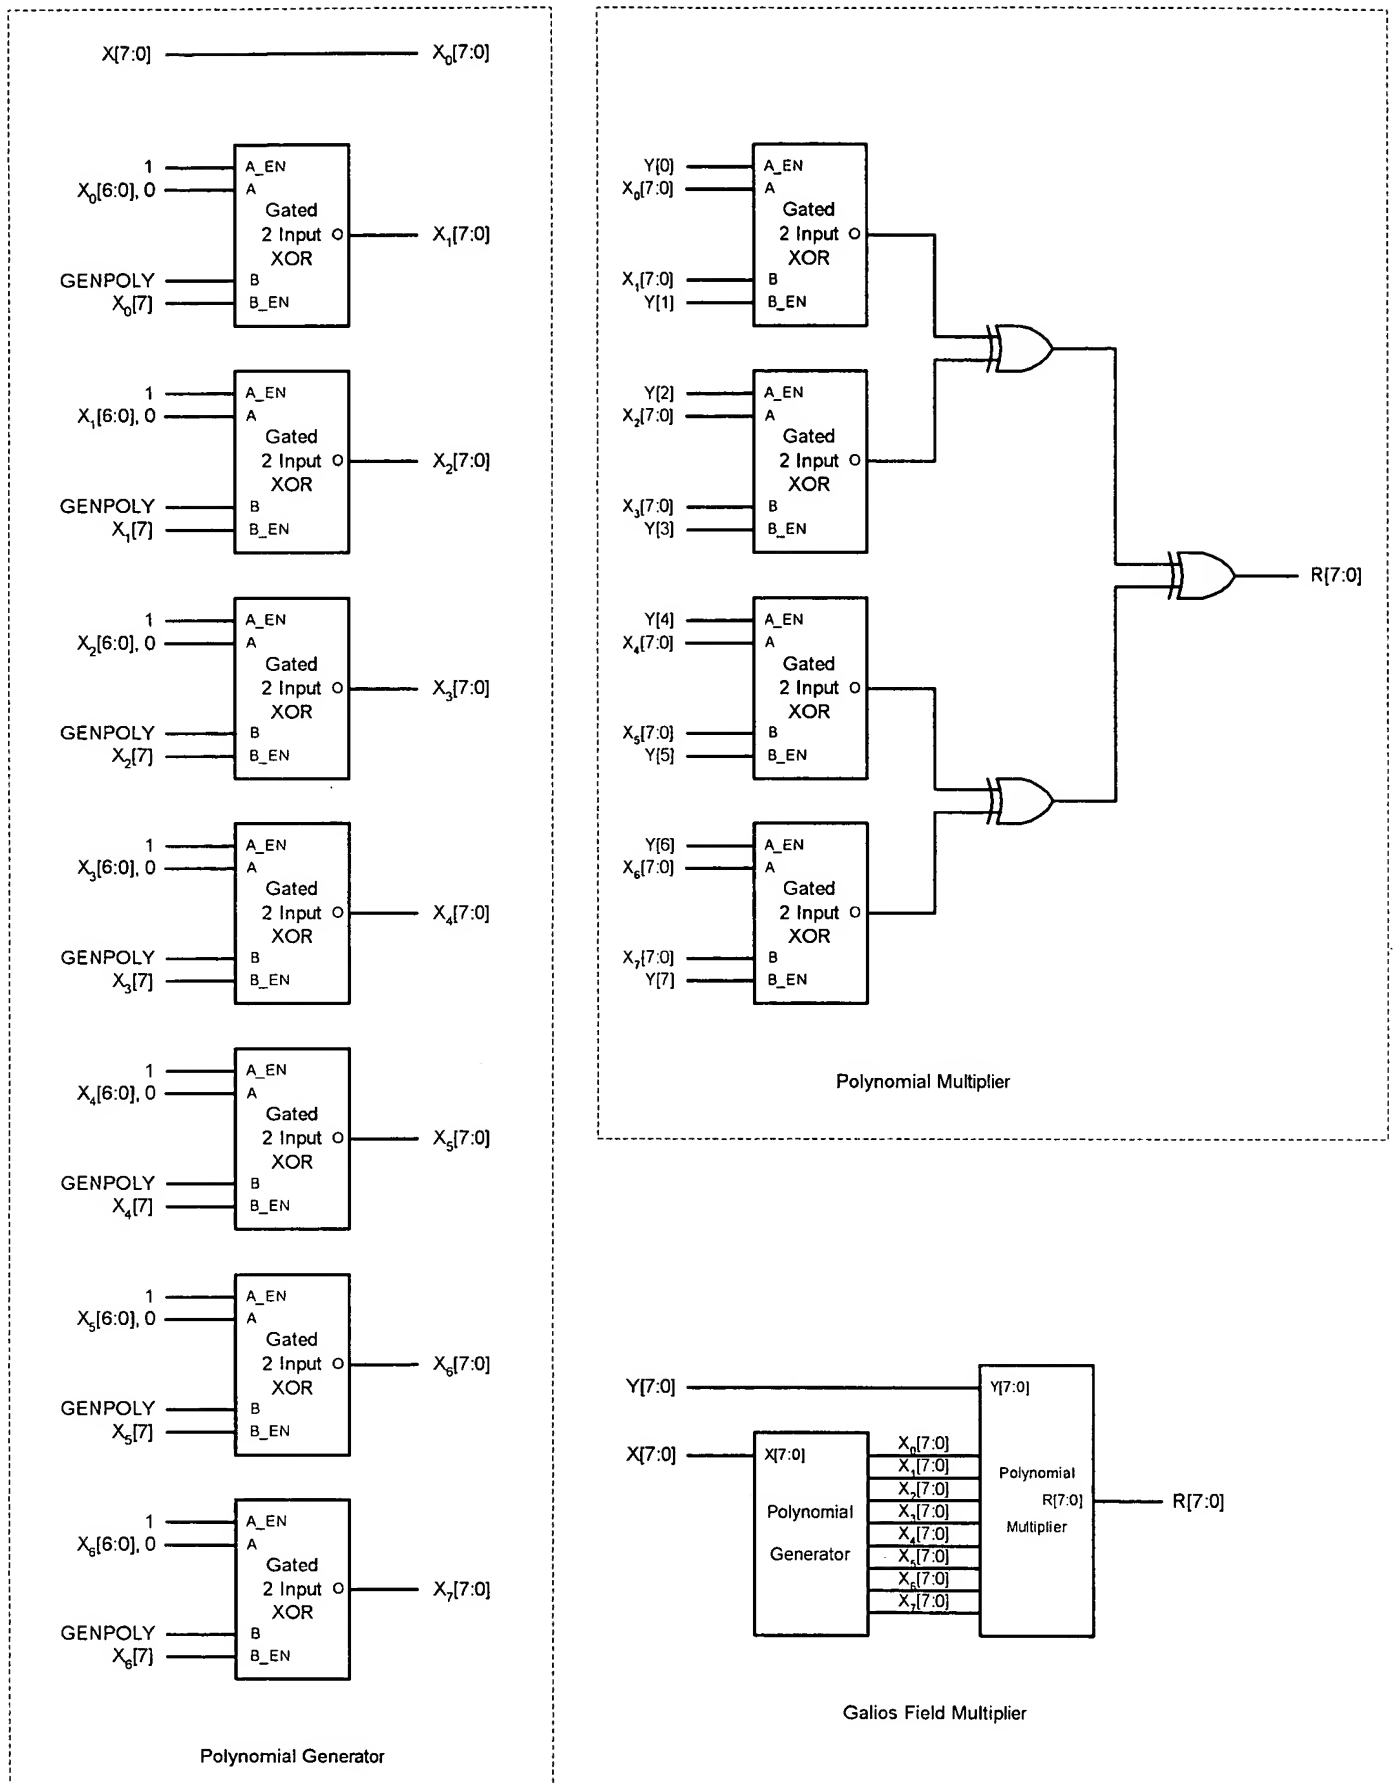 X[7:0] X₀[7:0]
1 A_EN
X₀[6:0], 0 A
Gated
2 Input O X₁[7:0]
XOR
GENPOLY B
X₀[7] B_EN
1 A_EN
X₁[6:0], 0 A
Gated
2 Input O X₂[7:0]
XOR
GENPOLY B
X₁[7] B_EN
1 A_EN
X₂[6:0], 0 A
Gated
2 Input O X₃[7:0]
XOR
GENPOLY B
X₂[7] B_EN
1 A_EN
X₃[6:0], 0 A
Gated
2 Input O X₄[7:0]
XOR
GENPOLY B
X₃[7] B_EN
1 A_EN
X₄[6:0], 0 A
Gated
2 Input O X₅[7:0]
XOR
GENPOLY B
X₄[7] B_EN
1 A_EN
X₅[6:0], 0 A
Gated
2 Input O X₆[7:0]
XOR
GENPOLY B
X₅[7] B_EN
1 A_EN
X₆[6:0], 0 A
Gated
2 Input O X₇[7:0]
XOR
GENPOLY B
X₆[7] B_EN
Polynomial Generator
Y[0] A_EN
X₀[7:0] A
Gated
2 Input O
XOR
X₁[7:0] B
Y[1] B_EN
Y[2] A_EN
X₂[7:0] A
Gated
2 Input O
XOR
X₃[7:0] B
Y[3] B_EN
R[7:0]
Y[4] A_EN
X₄[7:0] A
Gated
2 Input O
XOR
X₅[7:0] B
Y[5] B_EN
Y[6] A_EN
X₆[7:0] A
Gated
2 Input O
XOR
X₇[7:0] B
Y[7] B_EN
Polynomial Multiplier
Y[7:0] Y[7:0]
X[7:0] X[7:0]
Polynomial
Generator
X₀[7:0]
X₁[7:0]
X₂[7:0]
X₃[7:0]
X₄[7:0]
X₅[7:0]
X₆[7:0]
X₇[7:0]
Polynomial
R[7:0] R[7:0]
Multiplier
Galios Field Multiplier